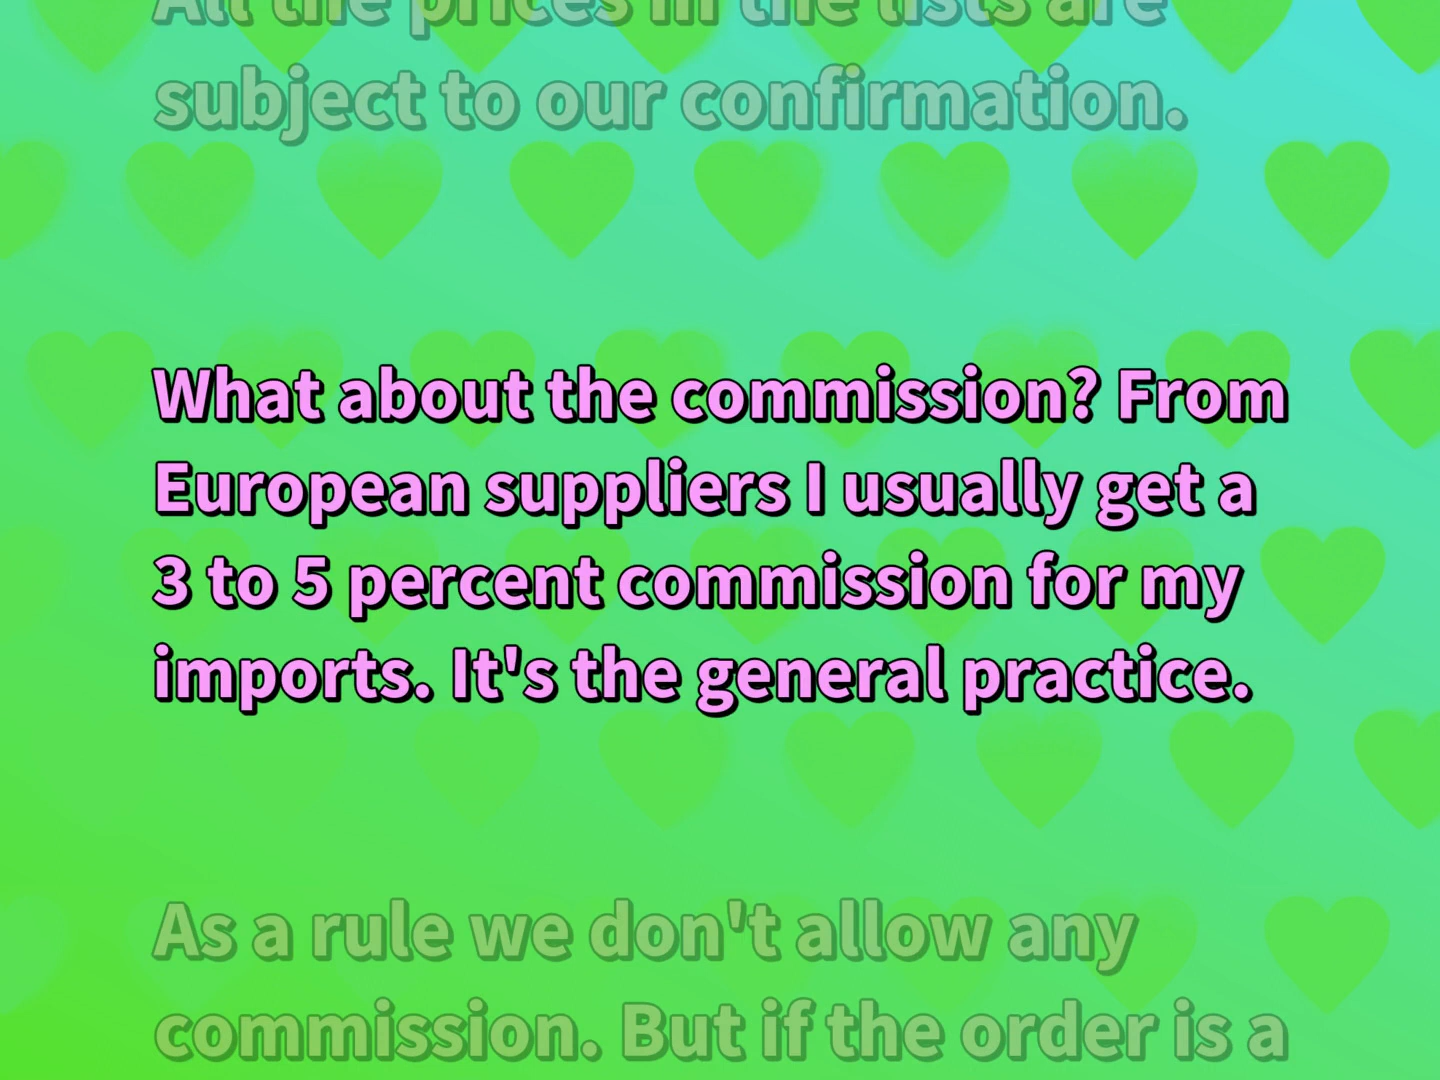 All the prices in the lists are
subject to our confirmation.
What about the commission? From
European suppliers I usually get a
3 to 5 percent commission for my
imports. It's the general practice.
As a rule we don't allow any
commission. But if the order is a